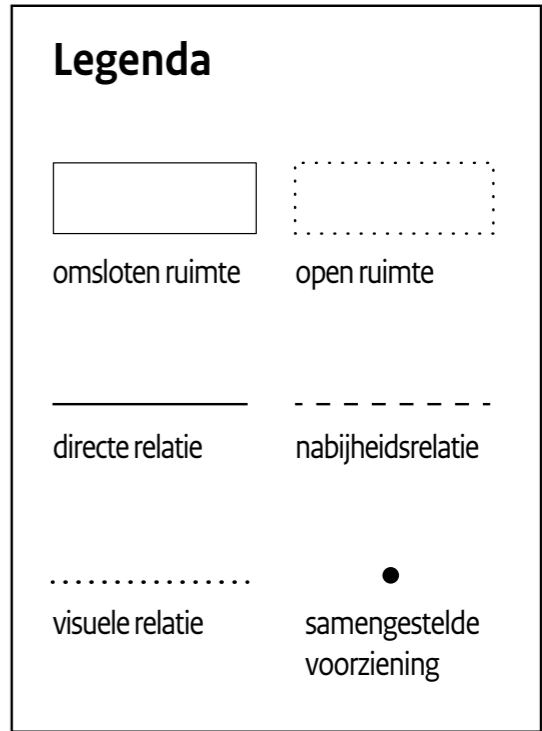 Legenda
omsloten ruimte
open ruimte
directe relatie
nabijheidsrelatie
visuele relatie
samengestelde
voorziening